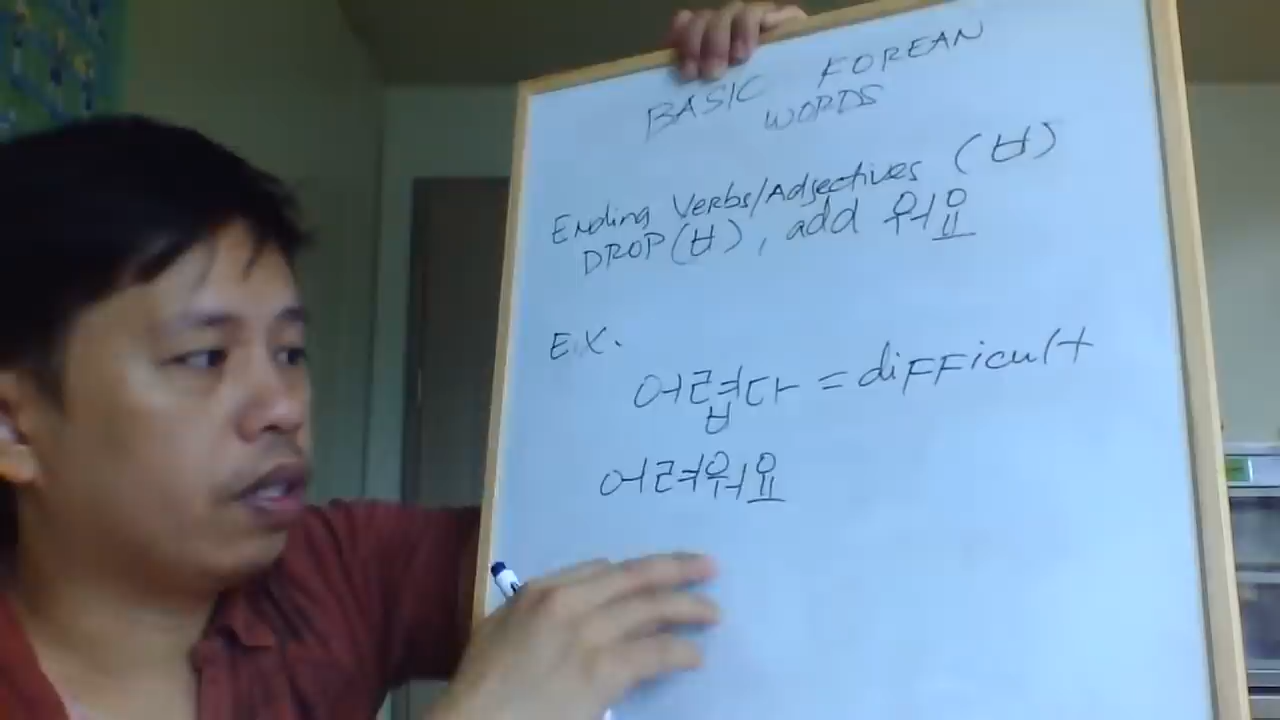 BASIC KOREAN
WORDS
Ending Verbs/Adjectives (ㅂ)
DROP(ㅂ), add 워요
EX.
어렵다 = difficult
어려워요